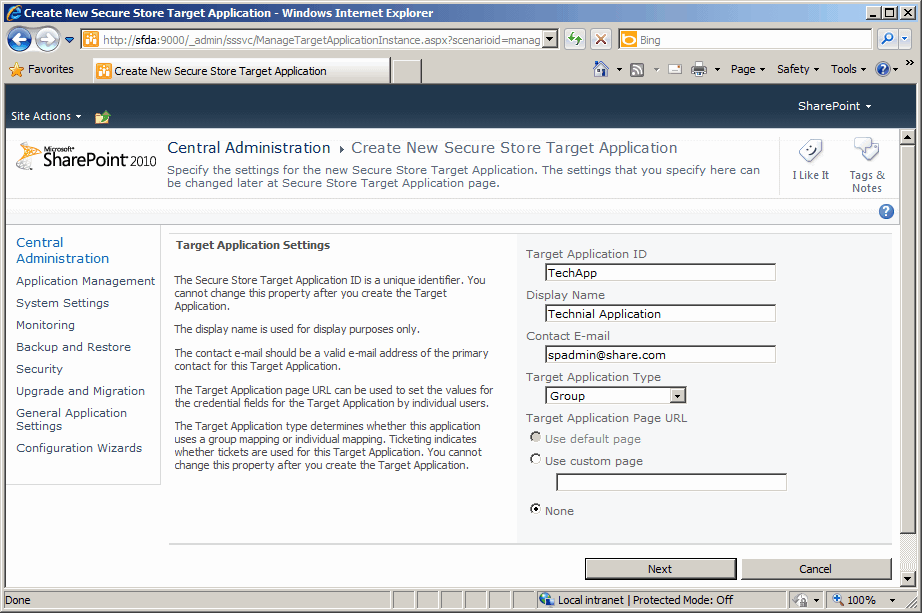 Create New Secure Store Target Application - Windows Internet Explorer
http://sfda:9000/_admin/sssvc/ManageTargetApplicationInstance.aspx?scenarioid=manag
Bing
Favorites
Create New Secure Store Target Application
Page Safety Tools
SharePoint
Site Actions
Microsoft
SharePoint 2010
Central Administration Create New Secure Store Target Application
Specify the settings for the new Secure Store Target Application. The settings that you specify here can
be changed later at Secure Store Target Application page.
I Like It
Tags &
Notes
Central
Administration
Application Management
System Settings
Monitoring
Backup and Restore
Security
Upgrade and Migration
General Application
Settings
Configuration Wizards
Target Application Settings
The Secure Store Target Application ID is a unique identifier. You
cannot change this property after you create the Target
Application.
The display name is used for display purposes only.
The contact e-mail should be a valid e-mail address of the primary
contact for this Target Application.
The Target Application page URL can be used to set the values for
the credential fields for the Target Application by individual users.
The Target Application type determines whether this application
uses a group mapping or individual mapping. Ticketing indicates
whether tickets are used for this Target Application. You cannot
change this property after you create the Target Application.
Target Application ID
TechApp
Display Name
Technial Application
Contact E-mail
spadmin@share.com
Target Application Type
Group
Target Application Page URL
Use default page
Use custom page
None
Next
Cancel
Done
Local intranet | Protected Mode: Off
100%